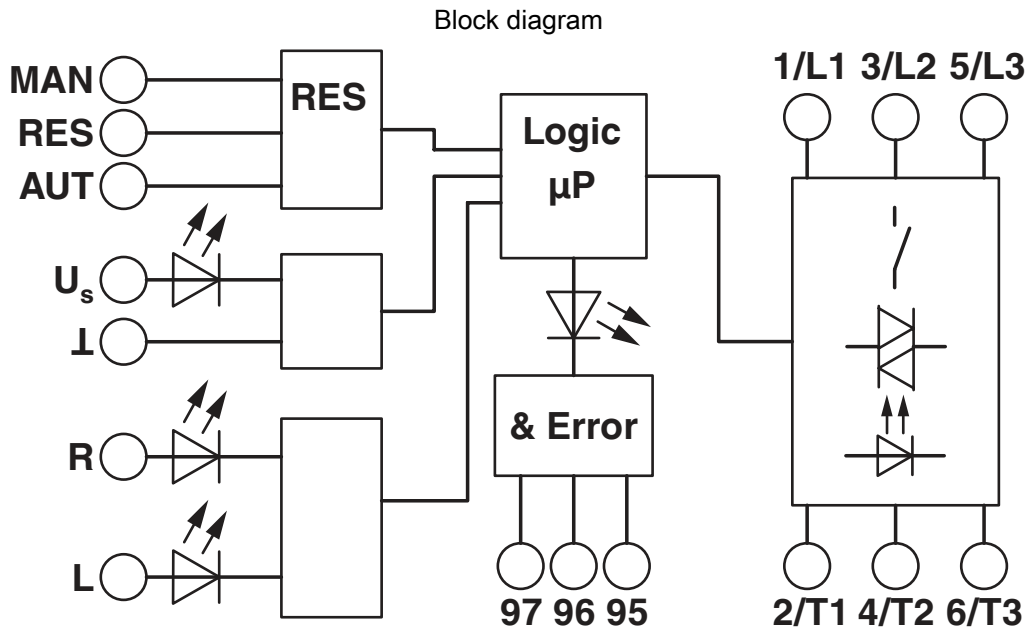 Block diagram
MAN
RES
AUT
RES
U_s
⊥
R
L
Logic
µP
& Error
97 96 95
1/L1 3/L2 5/L3
2/T1 4/T2 6/T3